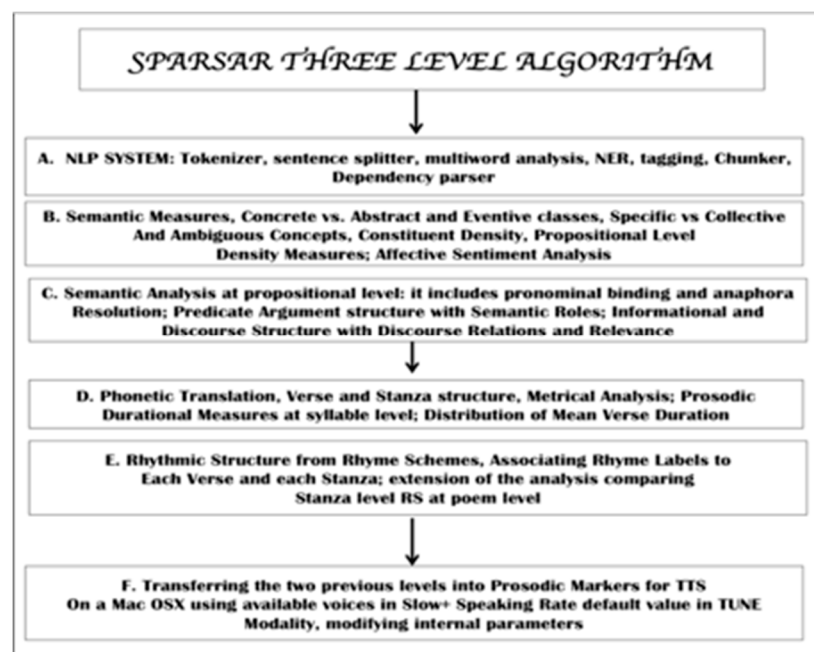 SPARSAR THREE LEVEL ALGORITHM
A. NLP SYSTEM: Tokenizer, sentence splitter, multiword analysis, NER, tagging, Chunker,
Dependency parser
B. Semantic Measures, Concrete vs. Abstract and Eventive classes, Specific vs Collective
And Ambiguous Concepts, Constituent Density, Propositional Level
Density Measures; Affective Sentiment Analysis
C. Semantic Analysis at propositional level: it includes pronominal binding and anaphora
Resolution; Predicate Argument structure with Semantic Roles; Informational and
Discourse Structure with Discourse Relations and Relevance
D. Phonetic Translation, Verse and Stanza structure, Metrical Analysis; Prosodic
Durational Measures at syllable level; Distribution of Mean Verse Duration
E. Rhythmic Structure from Rhyme Schemes, Associating Rhyme Labels to
Each Verse and each Stanza; extension of the analysis comparing
Stanza level RS at poem level
F. Transferring the two previous levels into Prosodic Markers for TTS
On a Mac OSX using available voices in Slow+ Speaking Rate default value in TUNE
Modality, modifying internal parameters